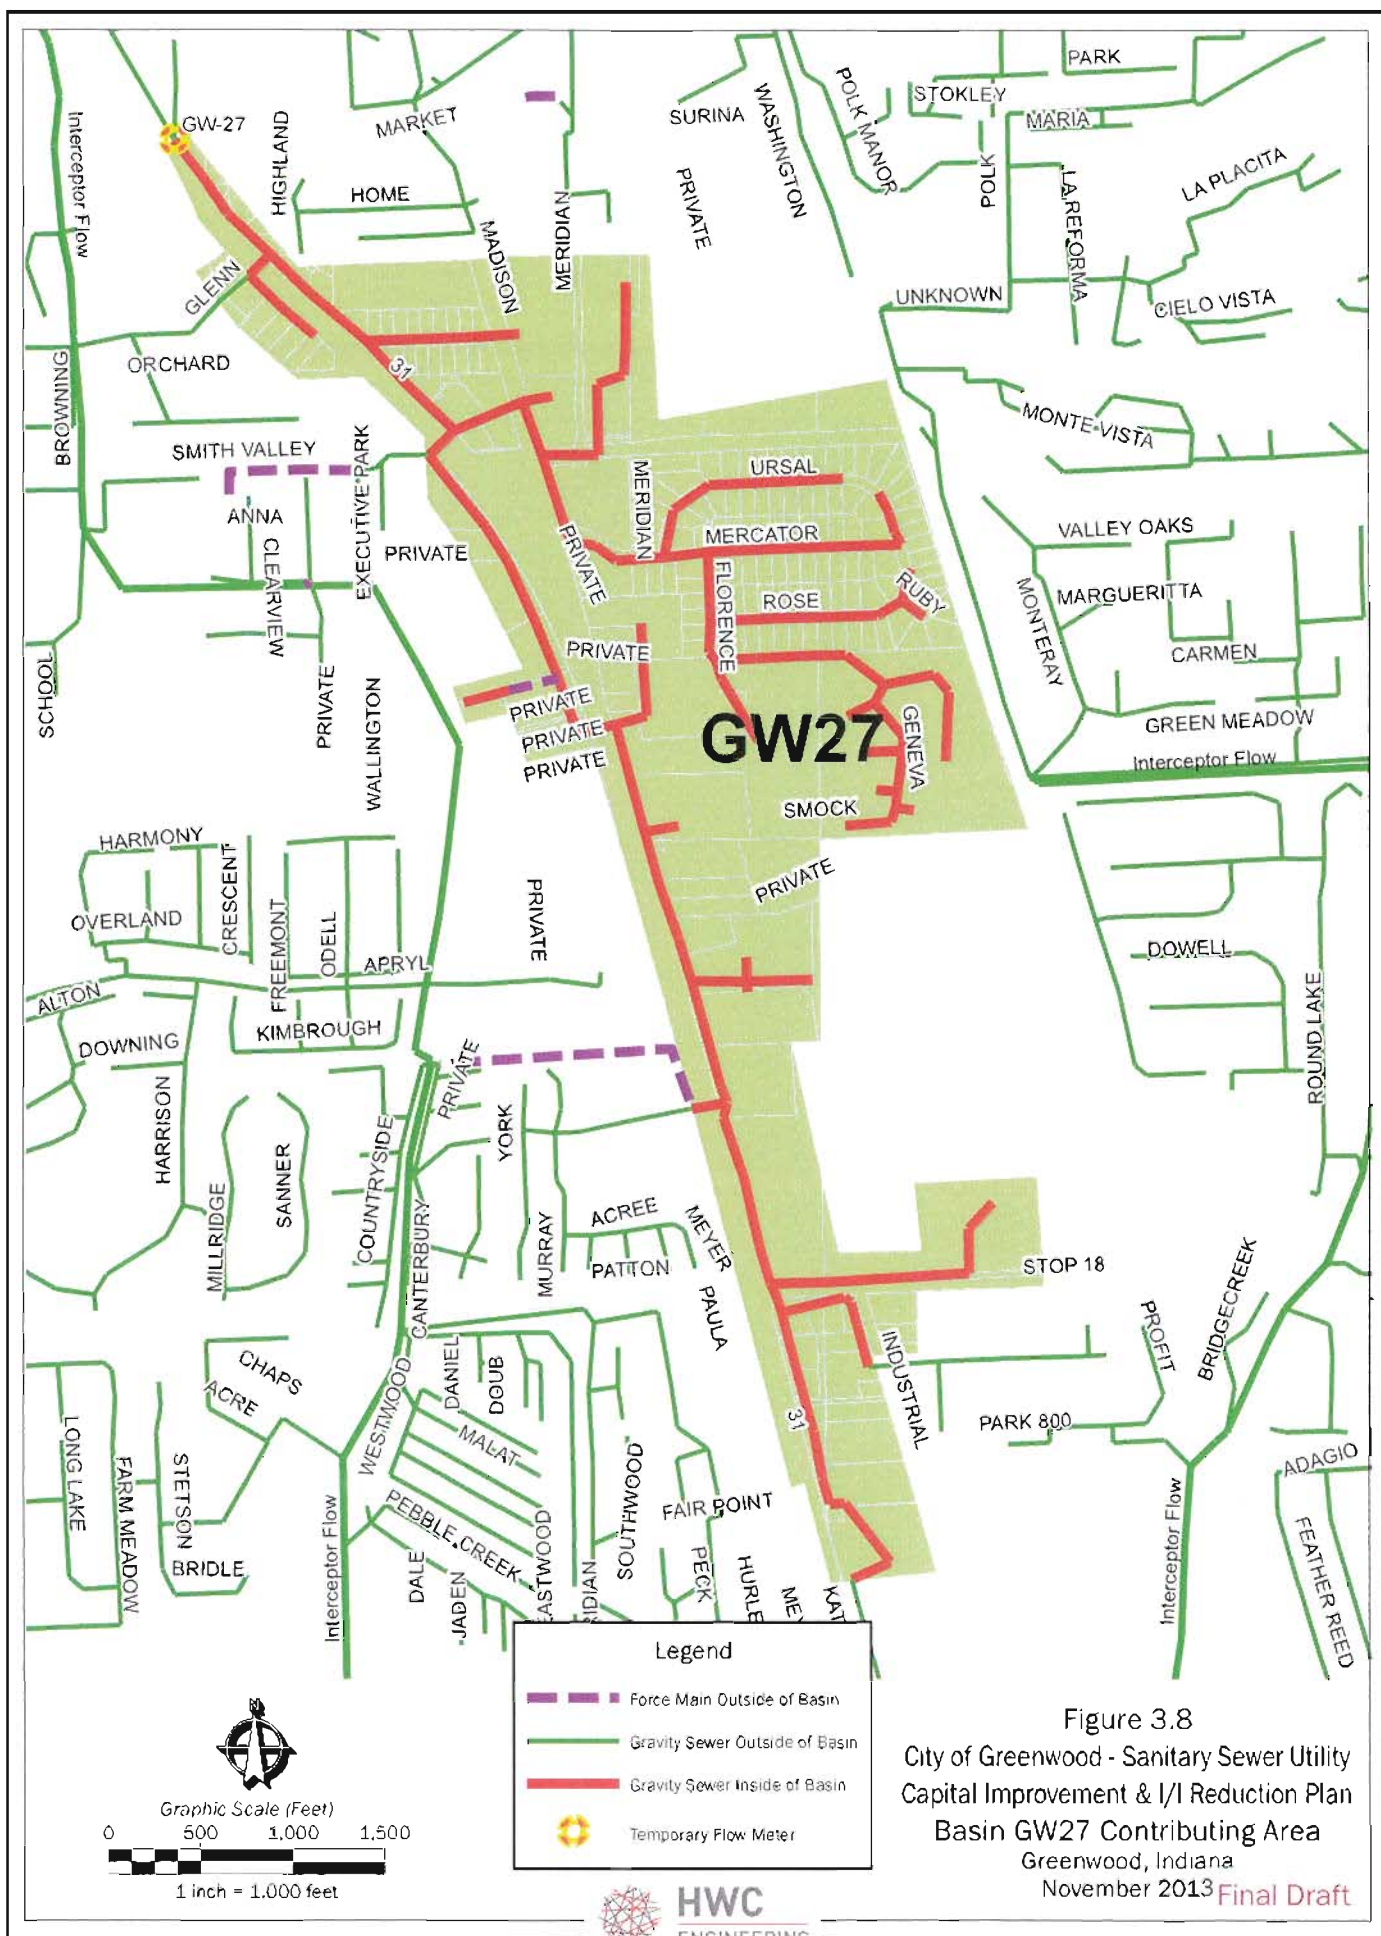 PARK
STOKLEY
MARIA
POLK MANOR
WASHINGTON
SURINA
PRIVATE
POLK
LA REFORMA
LA PLACITA
CIELO VISTA
UNKNOWN
MONTE VISTA
GW-27
Interceptor Flow
HIGHLAND
MARKET
HOME
MADISON
MERIDIAN
GLENN
ORCHARD
BROWNING
31
SMITH VALLEY
EXECUTIVE PARK
ANNA
CLEARVIEW
PRIVATE
PRIVATE
SCHOOL
WALLINGTON
MERIDIAN
URSAL
MERCATOR
PRIVATE
FLORENCE
ROSE
RUBY
PRIVATE
PRIVATE
PRIVATE
PRIVATE
GW27
GENEVA
SMOCK
PRIVATE
VALLEY OAKS
MARGUERITTA
MONTERAY
CARMEN
GREEN MEADOW
Interceptor Flow
DOWELL
ROUND LAKE
HARMONY
CRESCENT
OVERLAND
FREEMONT
ODELL
APRYL
PRIVATE
ALTON
KIMBROUGH
DOWNING
HARRISON
PRIVATE
YORK
COUNTRYSIDE
SANNER
MILLRIDGE
CANTERBURY
MURRAY
ACREE
PATTON
MEYER
PAULA
STOP 18
INDUSTRIAL
PROFIT
BRIDGECREEK
PARK 800
31
CHAPS
ACRE
WESTWOOD
DANIEL
DOUB
MALAT
LONG LAKE
FARM MEADOW
STETSON
BRIDLE
Interceptor Flow
PEBBLE CREEK
DALE
JADEN
EASTWOOD
RIDIAN
SOUTHWOOD
FAIR POINT
PECK
HURLE
MEY
KAT
Interceptor Flow
ADAGIO
FEATHER REED
Legend
Force Main Outside of Basin
Gravity Sewer Outside of Basin
Gravity Sewer Inside of Basin
Temporary Flow Meter
N
Graphic Scale (Feet)
0 500 1,000 1,500
1 inch = 1,000 feet
Figure 3.8
City of Greenwood - Sanitary Sewer Utility
Capital Improvement & I/I Reduction Plan
Basin GW27 Contributing Area
Greenwood, Indiana
November 2013
Final Draft
HWC
ENGINEERING